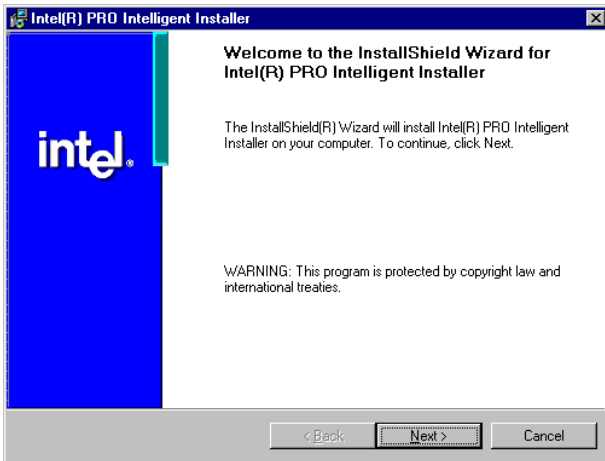 Intel(R) PRO Intelligent Installer
Welcome to the InstallShield Wizard for
Intel(R) PRO Intelligent Installer
intel®
The InstallShield(R) Wizard will install Intel(R) PRO Intelligent
Installer on your computer. To continue, click Next.
WARNING: This program is protected by copyright law and
international treaties.
< Back
Next >
Cancel